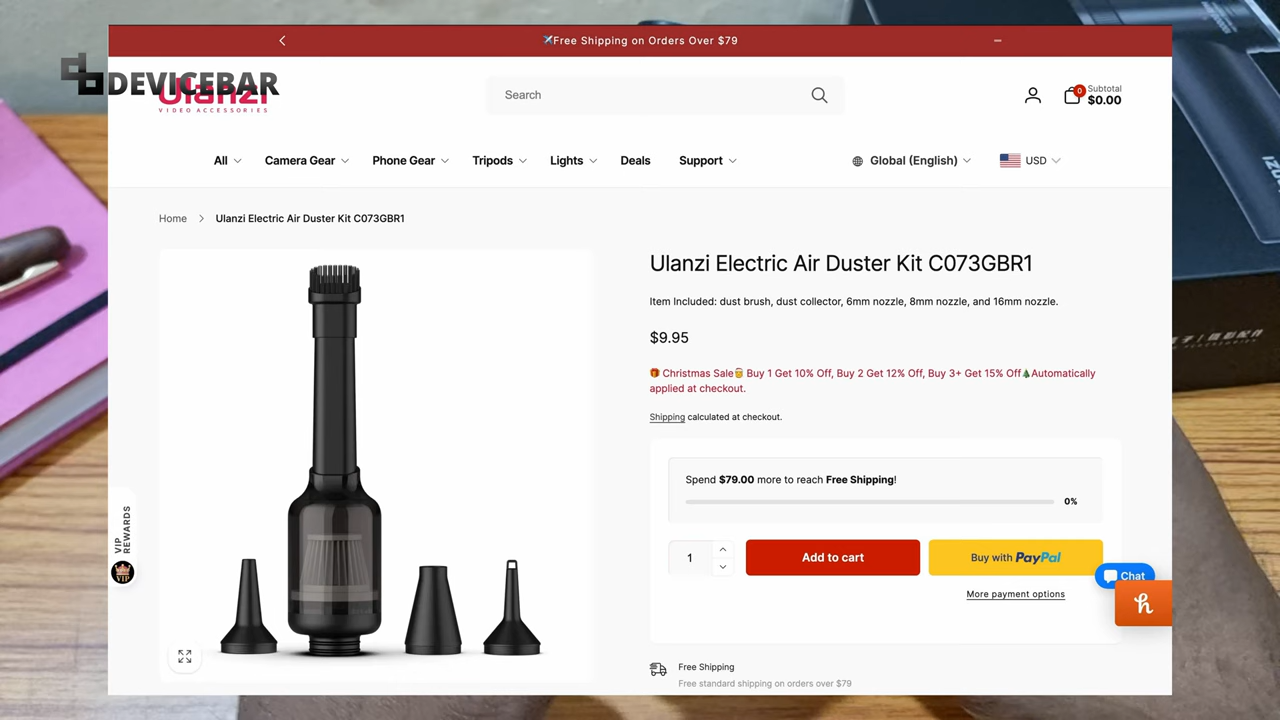 ✈️Free Shipping on Orders Over $79
DEVICEBAR
Ulanzi
VIDEO ACCESSORIES
Search
0
Subtotal
$0.00
All
Camera Gear
Phone Gear
Tripods
Lights
Deals
Support
Global (English)
USD
Home
Ulanzi Electric Air Duster Kit C073GBR1
Ulanzi Electric Air Duster Kit C073GBR1
Item Included: dust brush, dust collector, 6mm nozzle, 8mm nozzle, and 16mm nozzle.
$9.95
🎁 Christmas Sale🍺 Buy 1 Get 10% Off, Buy 2 Get 12% Off, Buy 3+ Get 15% Off🎄Automatically
applied at checkout.
Shipping calculated at checkout.
Spend $79.00 more to reach Free Shipping!
0%
VIP
REWARDS
VIP
1
Add to cart
Buy with PayPal
Chat
More payment options
h
Free Shipping
Free standard shipping on orders over $79